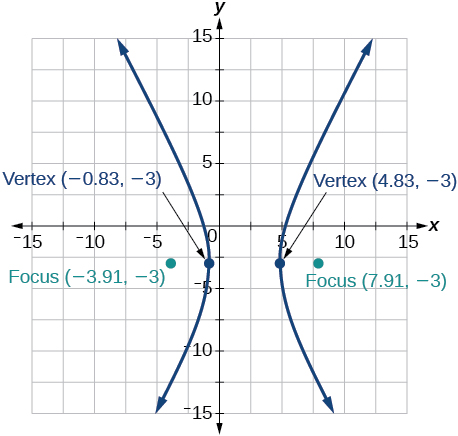 y
15
10
5
Vertex (−0.83, −3)
Vertex (4.83, −3)
x
−15
−10
−5
0
5
10
15
Focus (−3.91, −3)
Focus (7.91, −3)
−5
−10
−15